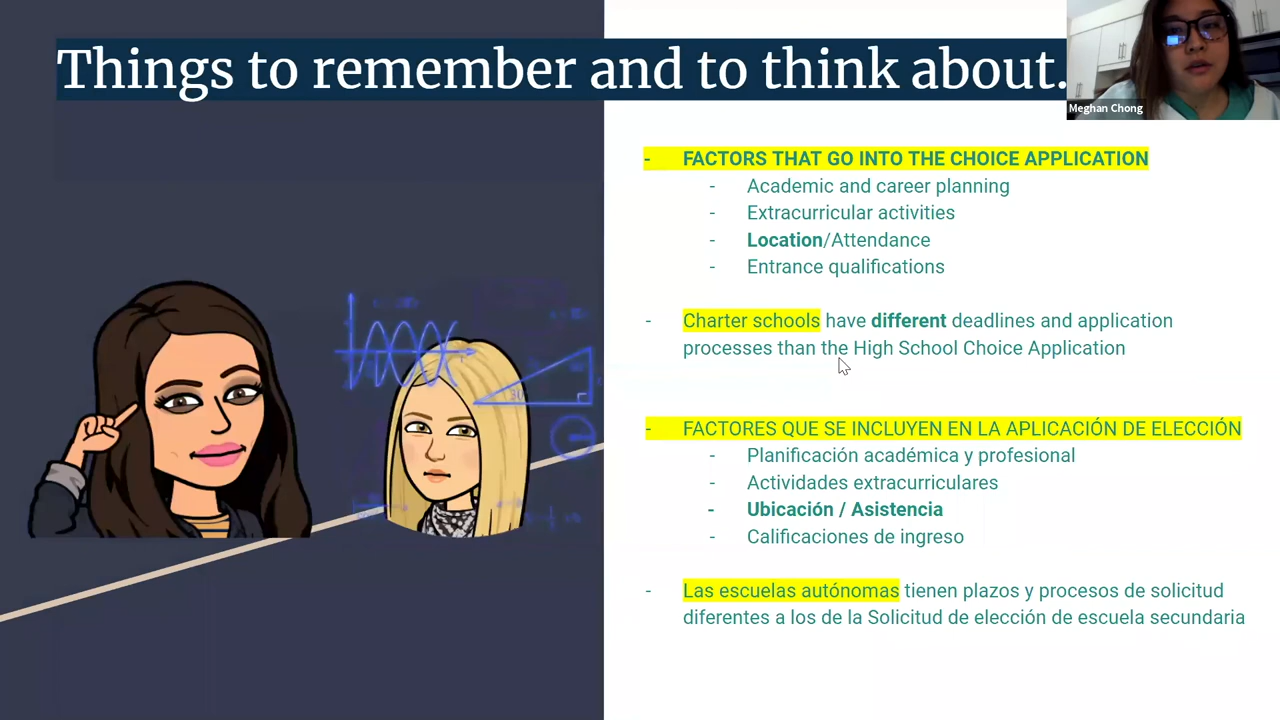 Things to remember and to think about.
Meghan Chong
- FACTORS THAT GO INTO THE CHOICE APPLICATION
- Academic and career planning
- Extracurricular activities
- Location/Attendance
- Entrance qualifications
- Charter schools have different deadlines and application
processes than the High School Choice Application
- FACTORES QUE SE INCLUYEN EN LA APLICACIÓN DE ELECCIÓN
- Planificación académica y profesional
- Actividades extracurriculares
- Ubicación / Asistencia
- Calificaciones de ingreso
- Las escuelas autónomas tienen plazos y procesos de solicitud
diferentes a los de la Solicitud de elección de escuela secundaria